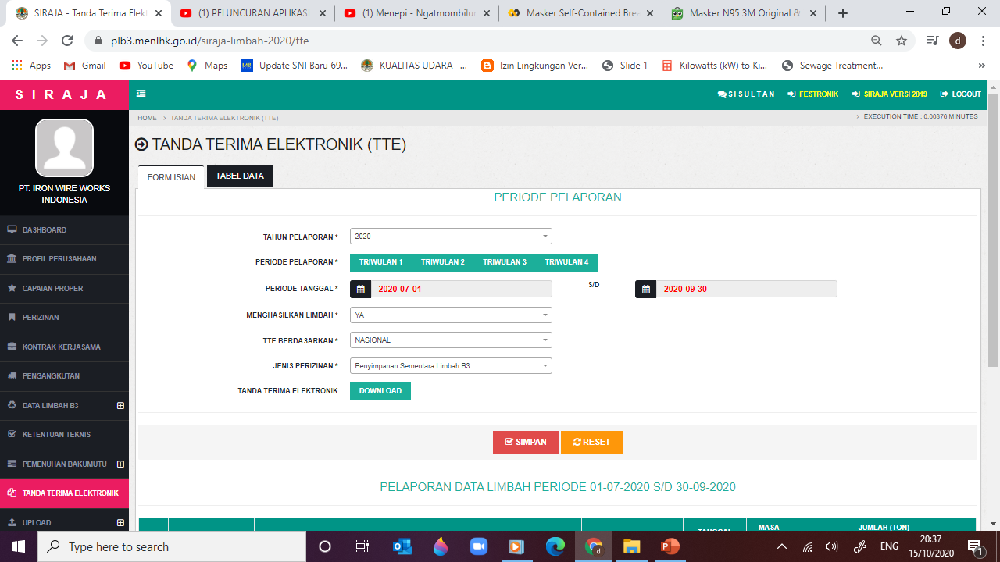 SIRAJA - Tanda Terima Elekt
(1) PELUNCURAN APLIKASI
(1) Menepi - Ngatmombilun
Masker Self-Contained Brea
Masker N95 3M Original &
plb3.menlhk.go.id/siraja-limbah-2020/tte
d
Apps
Gmail
YouTube
Maps
Update SNI Baru 69...
KUALITAS UDARA –...
Izin Lingkungan Ver...
Slide 1
Kilowatts (kW) to Ki...
Sewage Treatment...
»
S I R A J A
S I S U L T A N
FESTRONIK
SIRAJA VERSI 2019
LOGOUT
HOME > TANDA TERIMA ELEKTRONIK (TTE)
> EXECUTION TIME : 0.00876 MINUTES
PT. IRON WIRE WORKS
INDONESIA
DASHBOARD
PROFIL PERUSAHAAN
CAPAIAN PROPER
PERIZINAN
KONTRAK KERJASAMA
PENGANGKUTAN
DATA LIMBAH B3
KETENTUAN TEKNIS
PEMENUHAN BAKUMUTU
TANDA TERIMA ELEKTRONIK
UPLOAD
TANDA TERIMA ELEKTRONIK (TTE)
FORM ISIAN
TABEL DATA
PERIODE PELAPORAN
TAHUN PELAPORAN * 2020
PERIODE PELAPORAN * TRIWULAN 1 TRIWULAN 2 TRIWULAN 3 TRIWULAN 4
PERIODE TANGGAL * 2020-07-01 S/D 2020-09-30
MENGHASILKAN LIMBAH * YA
TTE BERDASARKAN * NASIONAL
JENIS PERIZINAN * Penyimpanan Sementara Limbah B3
TANDA TERIMA ELEKTRONIK DOWNLOAD
SIMPAN
RESET
PELAPORAN DATA LIMBAH PERIODE 01-07-2020 S/D 30-09-2020
TANGGAL
MASA
JUMLAH (TON)
Type here to search
ENG
20:37
15/10/2020
1